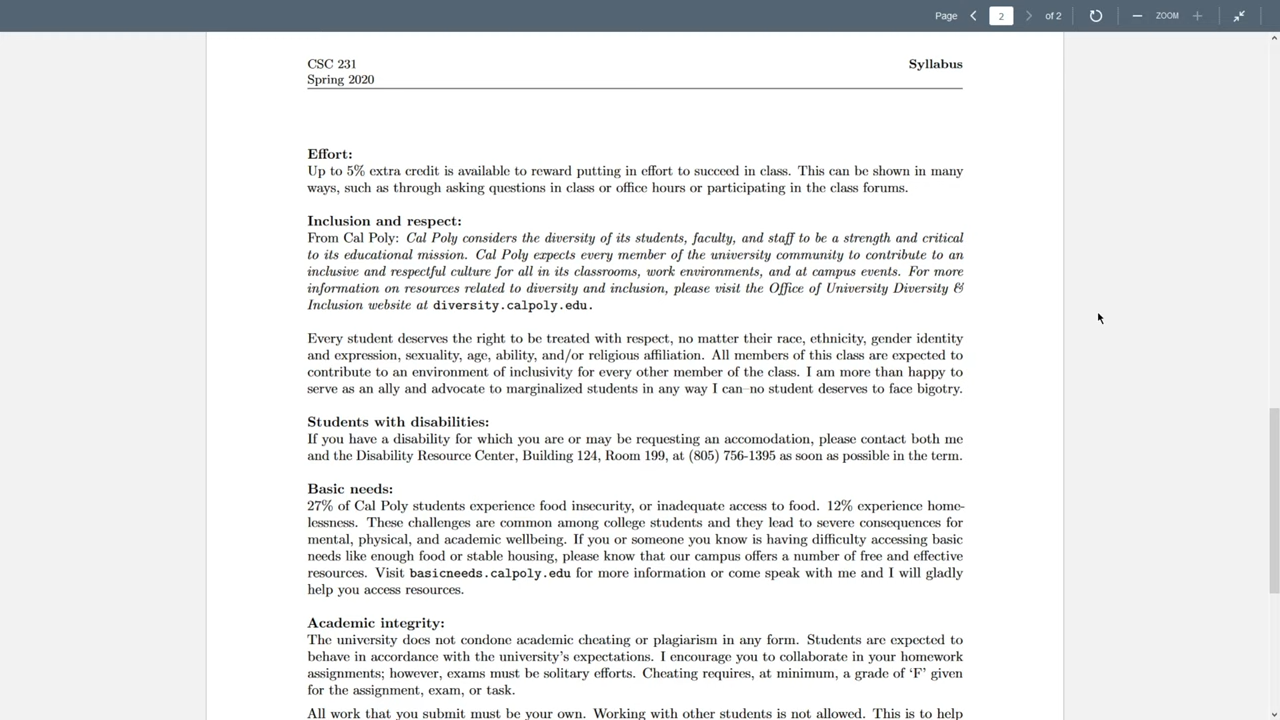 Page 2 of 2 ZOOM
CSC 231 Syllabus
Spring 2020
Effort:
Up to 5% extra credit is available to reward putting in effort to succeed in class. This can be shown in many
ways, such as through asking questions in class or office hours or participating in the class forums.
Inclusion and respect:
From Cal Poly: Cal Poly considers the diversity of its students, faculty, and staff to be a strength and critical
to its educational mission. Cal Poly expects every member of the university community to contribute to an
inclusive and respectful culture for all in its classrooms, work environments, and at campus events. For more
information on resources related to diversity and inclusion, please visit the Office of University Diversity &
Inclusion website at diversity.calpoly.edu.
Every student deserves the right to be treated with respect, no matter their race, ethnicity, gender identity
and expression, sexuality, age, ability, and/or religious affiliation. All members of this class are expected to
contribute to an environment of inclusivity for every other member of the class. I am more than happy to
serve as an ally and advocate to marginalized students in any way I can–no student deserves to face bigotry.
Students with disabilities:
If you have a disability for which you are or may be requesting an accomodation, please contact both me
and the Disability Resource Center, Building 124, Room 199, at (805) 756-1395 as soon as possible in the term.
Basic needs:
27% of Cal Poly students experience food insecurity, or inadequate access to food. 12% experience home-
lessness. These challenges are common among college students and they lead to severe consequences for
mental, physical, and academic wellbeing. If you or someone you know is having difficulty accessing basic
needs like enough food or stable housing, please know that our campus offers a number of free and effective
resources. Visit basicneeds.calpoly.edu for more information or come speak with me and I will gladly
help you access resources.
Academic integrity:
The university does not condone academic cheating or plagiarism in any form. Students are expected to
behave in accordance with the university's expectations. I encourage you to collaborate in your homework
assignments; however, exams must be solitary efforts. Cheating requires, at minimum, a grade of 'F' given
for the assignment, exam, or task.
All work that you submit must be your own. Working with other students is not allowed. This is to help